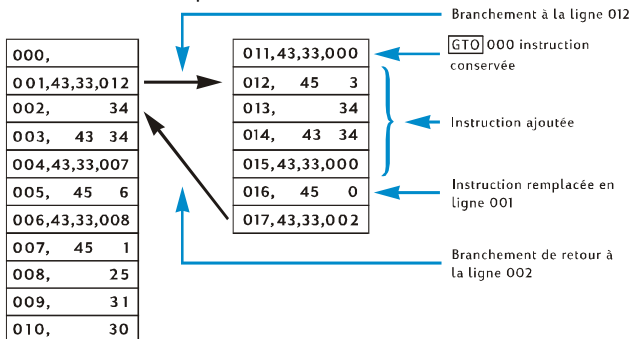 Branchement à la ligne 012
000,
001,43,33,012
002, 34
003, 43 34
004,43,33,007
005, 45 6
006,43,33,008
007, 45 1
008, 25
009, 31
010, 30
011,43,33,000
012, 45 3
013, 34
014, 43 34
015,43,33,000
016, 45 0
017,43,33,002
GTO 000 instruction
conservée
Instruction ajoutée
Instruction remplacée en
ligne 001
Branchement de retour à
la ligne 002